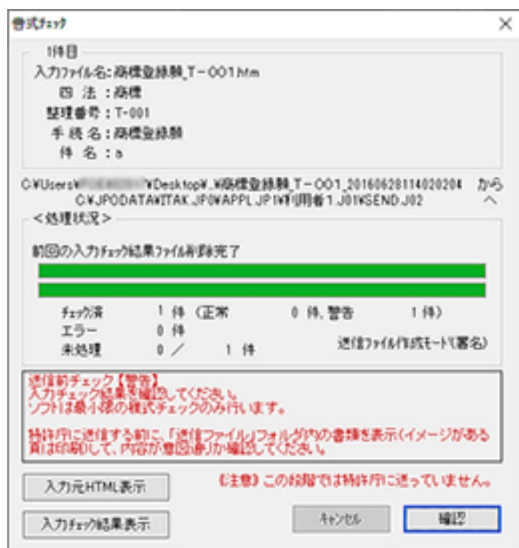 書式チェック
1件目
入力ファイル名:商標登録願_T-001.htm
四 法:商標
整理番号:T-001
手 続 名:商標登録願
件 名:a
C:¥Users¥ ¥Desktop¥..¥商標登録願_T-001_20160628114020204 から
C:¥JPODATA¥ITAK.JP0¥APPL.JP1¥利用者1.J01¥SEND.J02 へ
<処理状況>
前回の入力チェック結果ファイル削除完了
チェック済 1 件 (正常 0 件, 警告 1 件)
エラー 0 件
未処理 0 / 1 件 送信ファイル作成モード(署名)
送信前チェック【警告】
入力チェック結果を確認してください。
ソフトは最小限の様式チェックのみ行います。
特許庁に送信する前に、「送信ファイル」フォルダ内の書類を表示(イメージがある
頁は印刷)して、内容が意図通りか確認してください。
入力元HTML表示
《注意》この段階では特許庁に送っていません。
入力チェック結果表示
キャンセル
確認